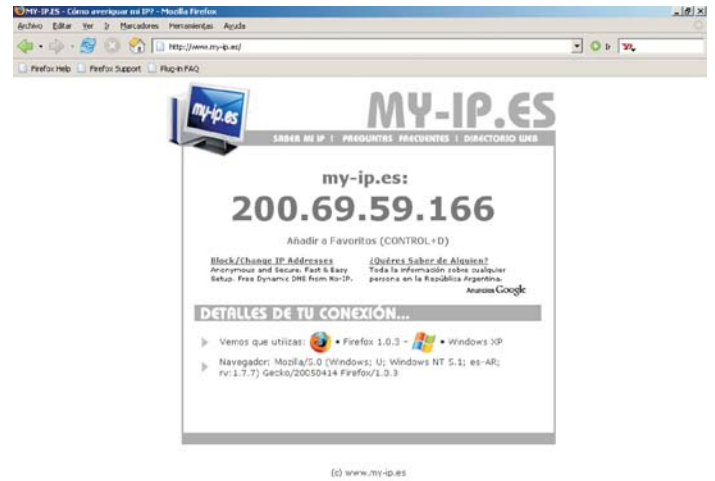 MY-IP.ES - Cómo averiguar mi IP? - Mozilla Firefox
Archivo Editar Ver Ir Marcadores Herramientas Ayuda
http://www.my-ip.es/
Firefox Help Firefox Support Plug-in FAQ
my-ip.es
MY-IP.ES
SABER MI IP | PREGUNTAS FRECUENTES | DIRECTORIO WEB
my-ip.es:
200.69.59.166
Añadir a Favoritos (CONTROL+D)
Block/Change IP Addresses
Anonymous and Secure. Fast & Easy
Setup. Free Dynamic DNS from No-IP.
¿Quéres Saber de Alguien?
Toda la información sobre cualquier
persona en la República Argentina.
Anuncios Google
DETALLES DE TU CONEXIÓN...
Vemos que utilizas: • Firefox 1.0.3 - • Windows XP
Navegador: Mozilla/5.0 (Windows; U; Windows NT 5.1; es-AR;
rv:1.7.7) Gecko/20050414 Firefox/1.0.3
(c) www.my-ip.es